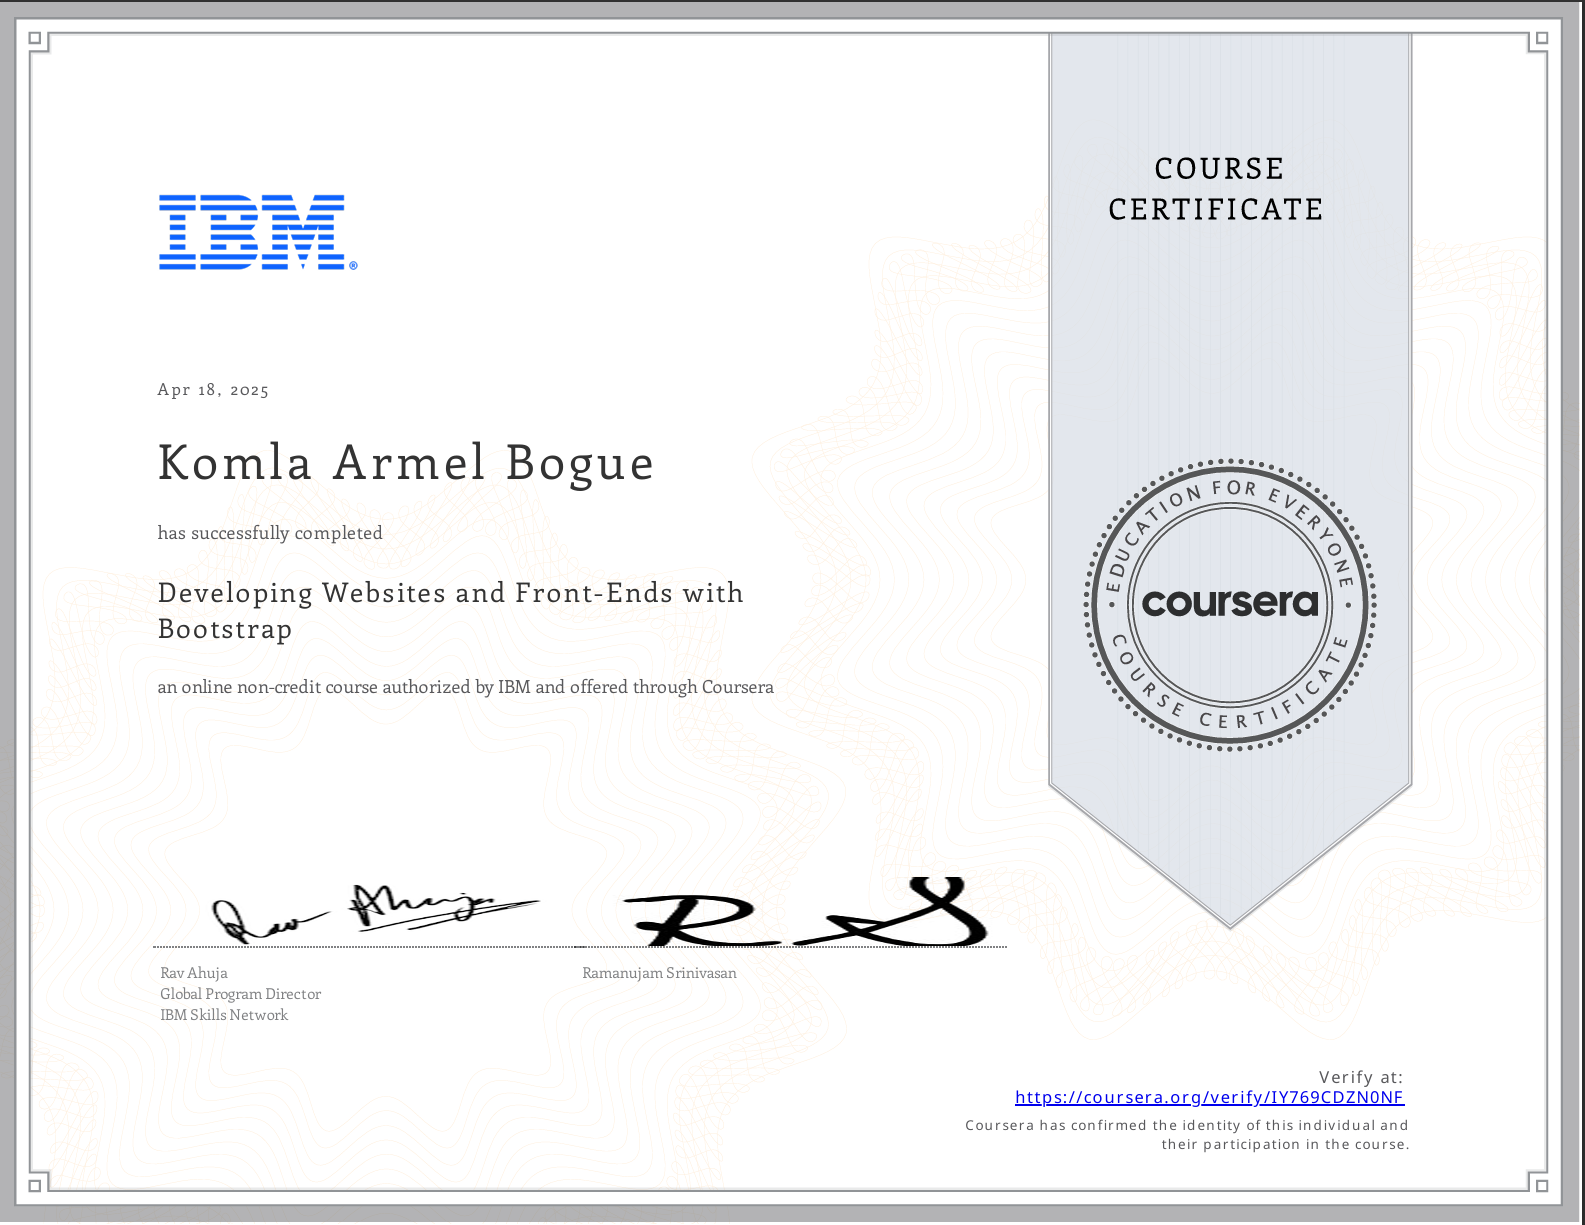 IBM®
COURSE
CERTIFICATE
Apr 18, 2025
Komla Armel Bogue
has successfully completed
Developing Websites and Front-Ends with
Bootstrap
an online non-credit course authorized by IBM and offered through Coursera
EDUCATION FOR EVERYONE
coursera
COURSE CERTIFICATE
Rav Ahuja
Rav Ahuja
Global Program Director
IBM Skills Network
R S
Ramanujam Srinivasan
Verify at:
https://coursera.org/verify/IY769CDZN0NF
Coursera has confirmed the identity of this individual and
their participation in the course.